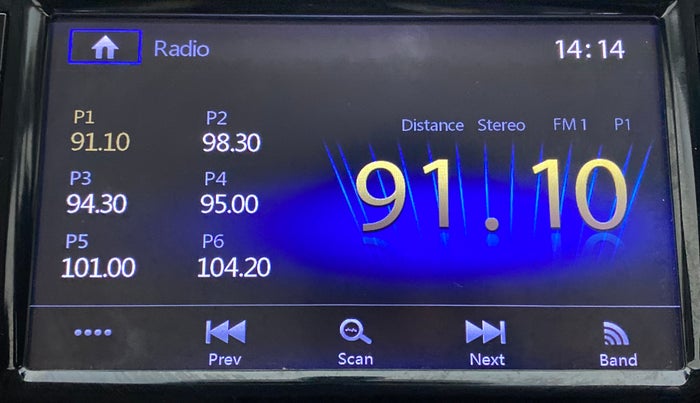 Radio
14:14
Distance Stereo FM 1 P1
P1 P2
91.10 98.30
91.10
P3 P4
94.30 95.00
P5 P6
101.00 104.20
Prev Scan Next Band